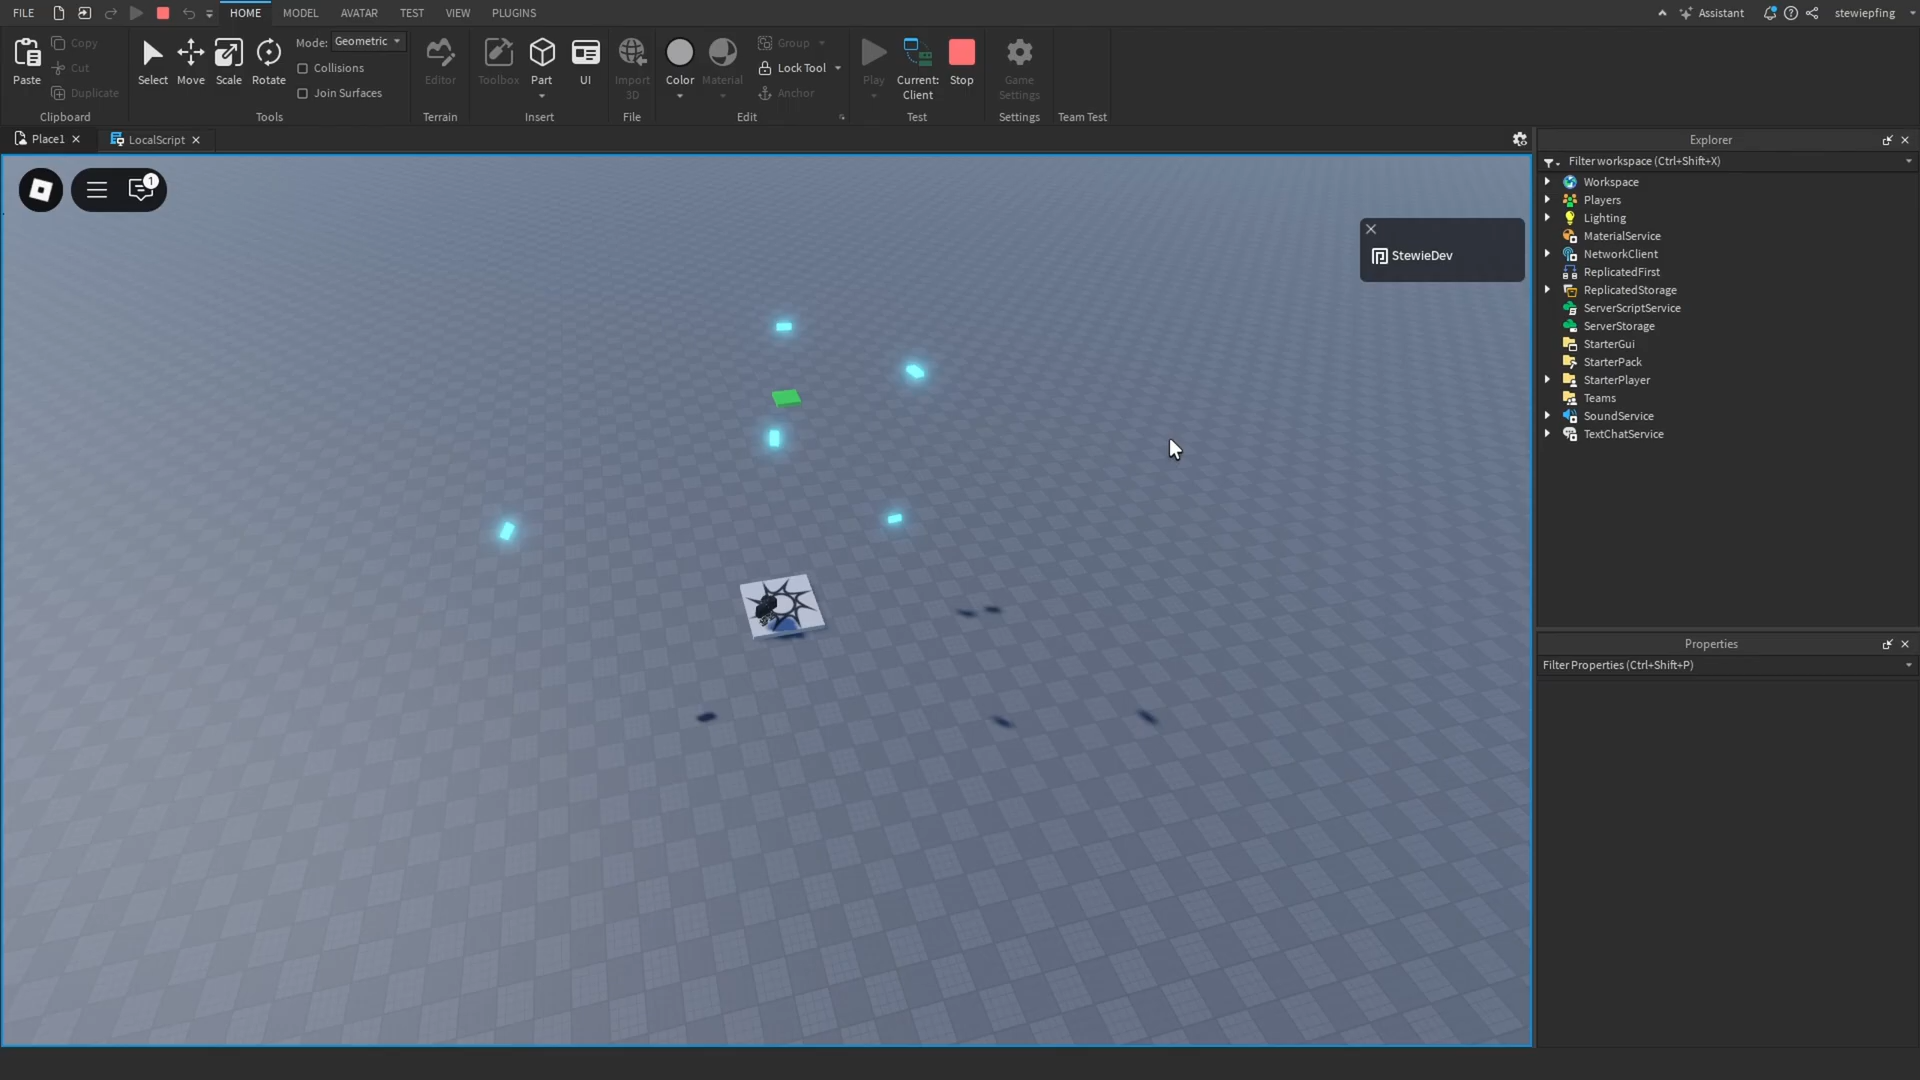 FILE HOME MODEL AVATAR TEST VIEW PLUGINS Assistant stewiepfing
Paste Copy Cut Duplicate
Clipboard
Select Move Scale Rotate
Mode: Geometric
Collisions
Join Surfaces
Tools
Editor
Terrain
Toolbox Part UI
Insert
Import
3D
File
Color Material
Group
Lock Tool
Anchor
Edit
Play
Current:
Client
Stop
Test
Game
Settings
Settings
Team Test
Place1 LocalScript
1
StewieDev
Explorer
Filter workspace (Ctrl+Shift+X)
Workspace
Players
Lighting
MaterialService
NetworkClient
ReplicatedFirst
ReplicatedStorage
ServerScriptService
ServerStorage
StarterGui
StarterPack
StarterPlayer
Teams
SoundService
TextChatService
Properties
Filter Properties (Ctrl+Shift+P)